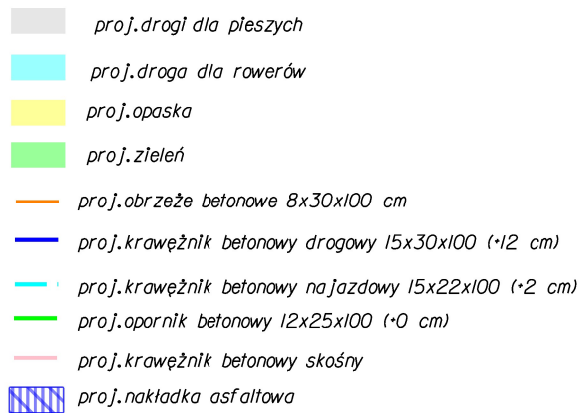 proj.drogi dla pieszych
proj.droga dla rowerów
proj.opaska
proj.zieleń
proj.obrzeże betonowe 8x30x100 cm
proj.krawężnik betonowy drogowy 15x30x100 (+12 cm)
proj.krawężnik betonowy najazdowy 15x22x100 (+2 cm)
proj.opornik betonowy 12x25x100 (+0 cm)
proj.krawężnik betonowy skośny
proj.nakładka asfaltowa